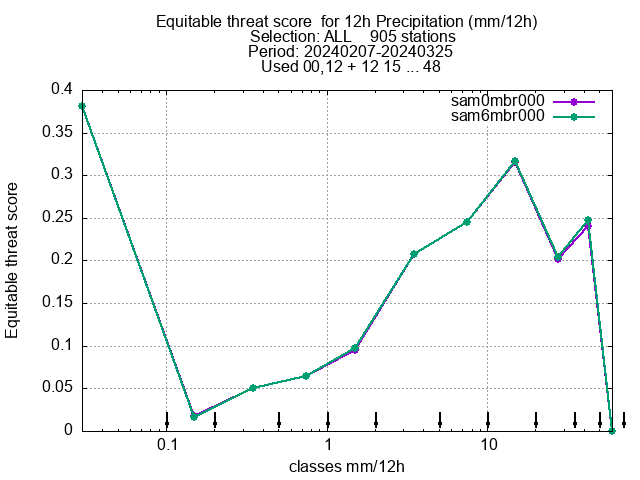 Equitable threat score  for 12h Precipitation (mm/12h)
Selection: ALL    905 stations
Period: 20240207-20240325
Used 00,12 + 12 15 ... 48
sam0mbr000
sam6mbr000
0.4
0.35
0.3
0.25
0.2
0.15
0.1
0.05
0
Equitable threat score
0.1 1 10
classes mm/12h